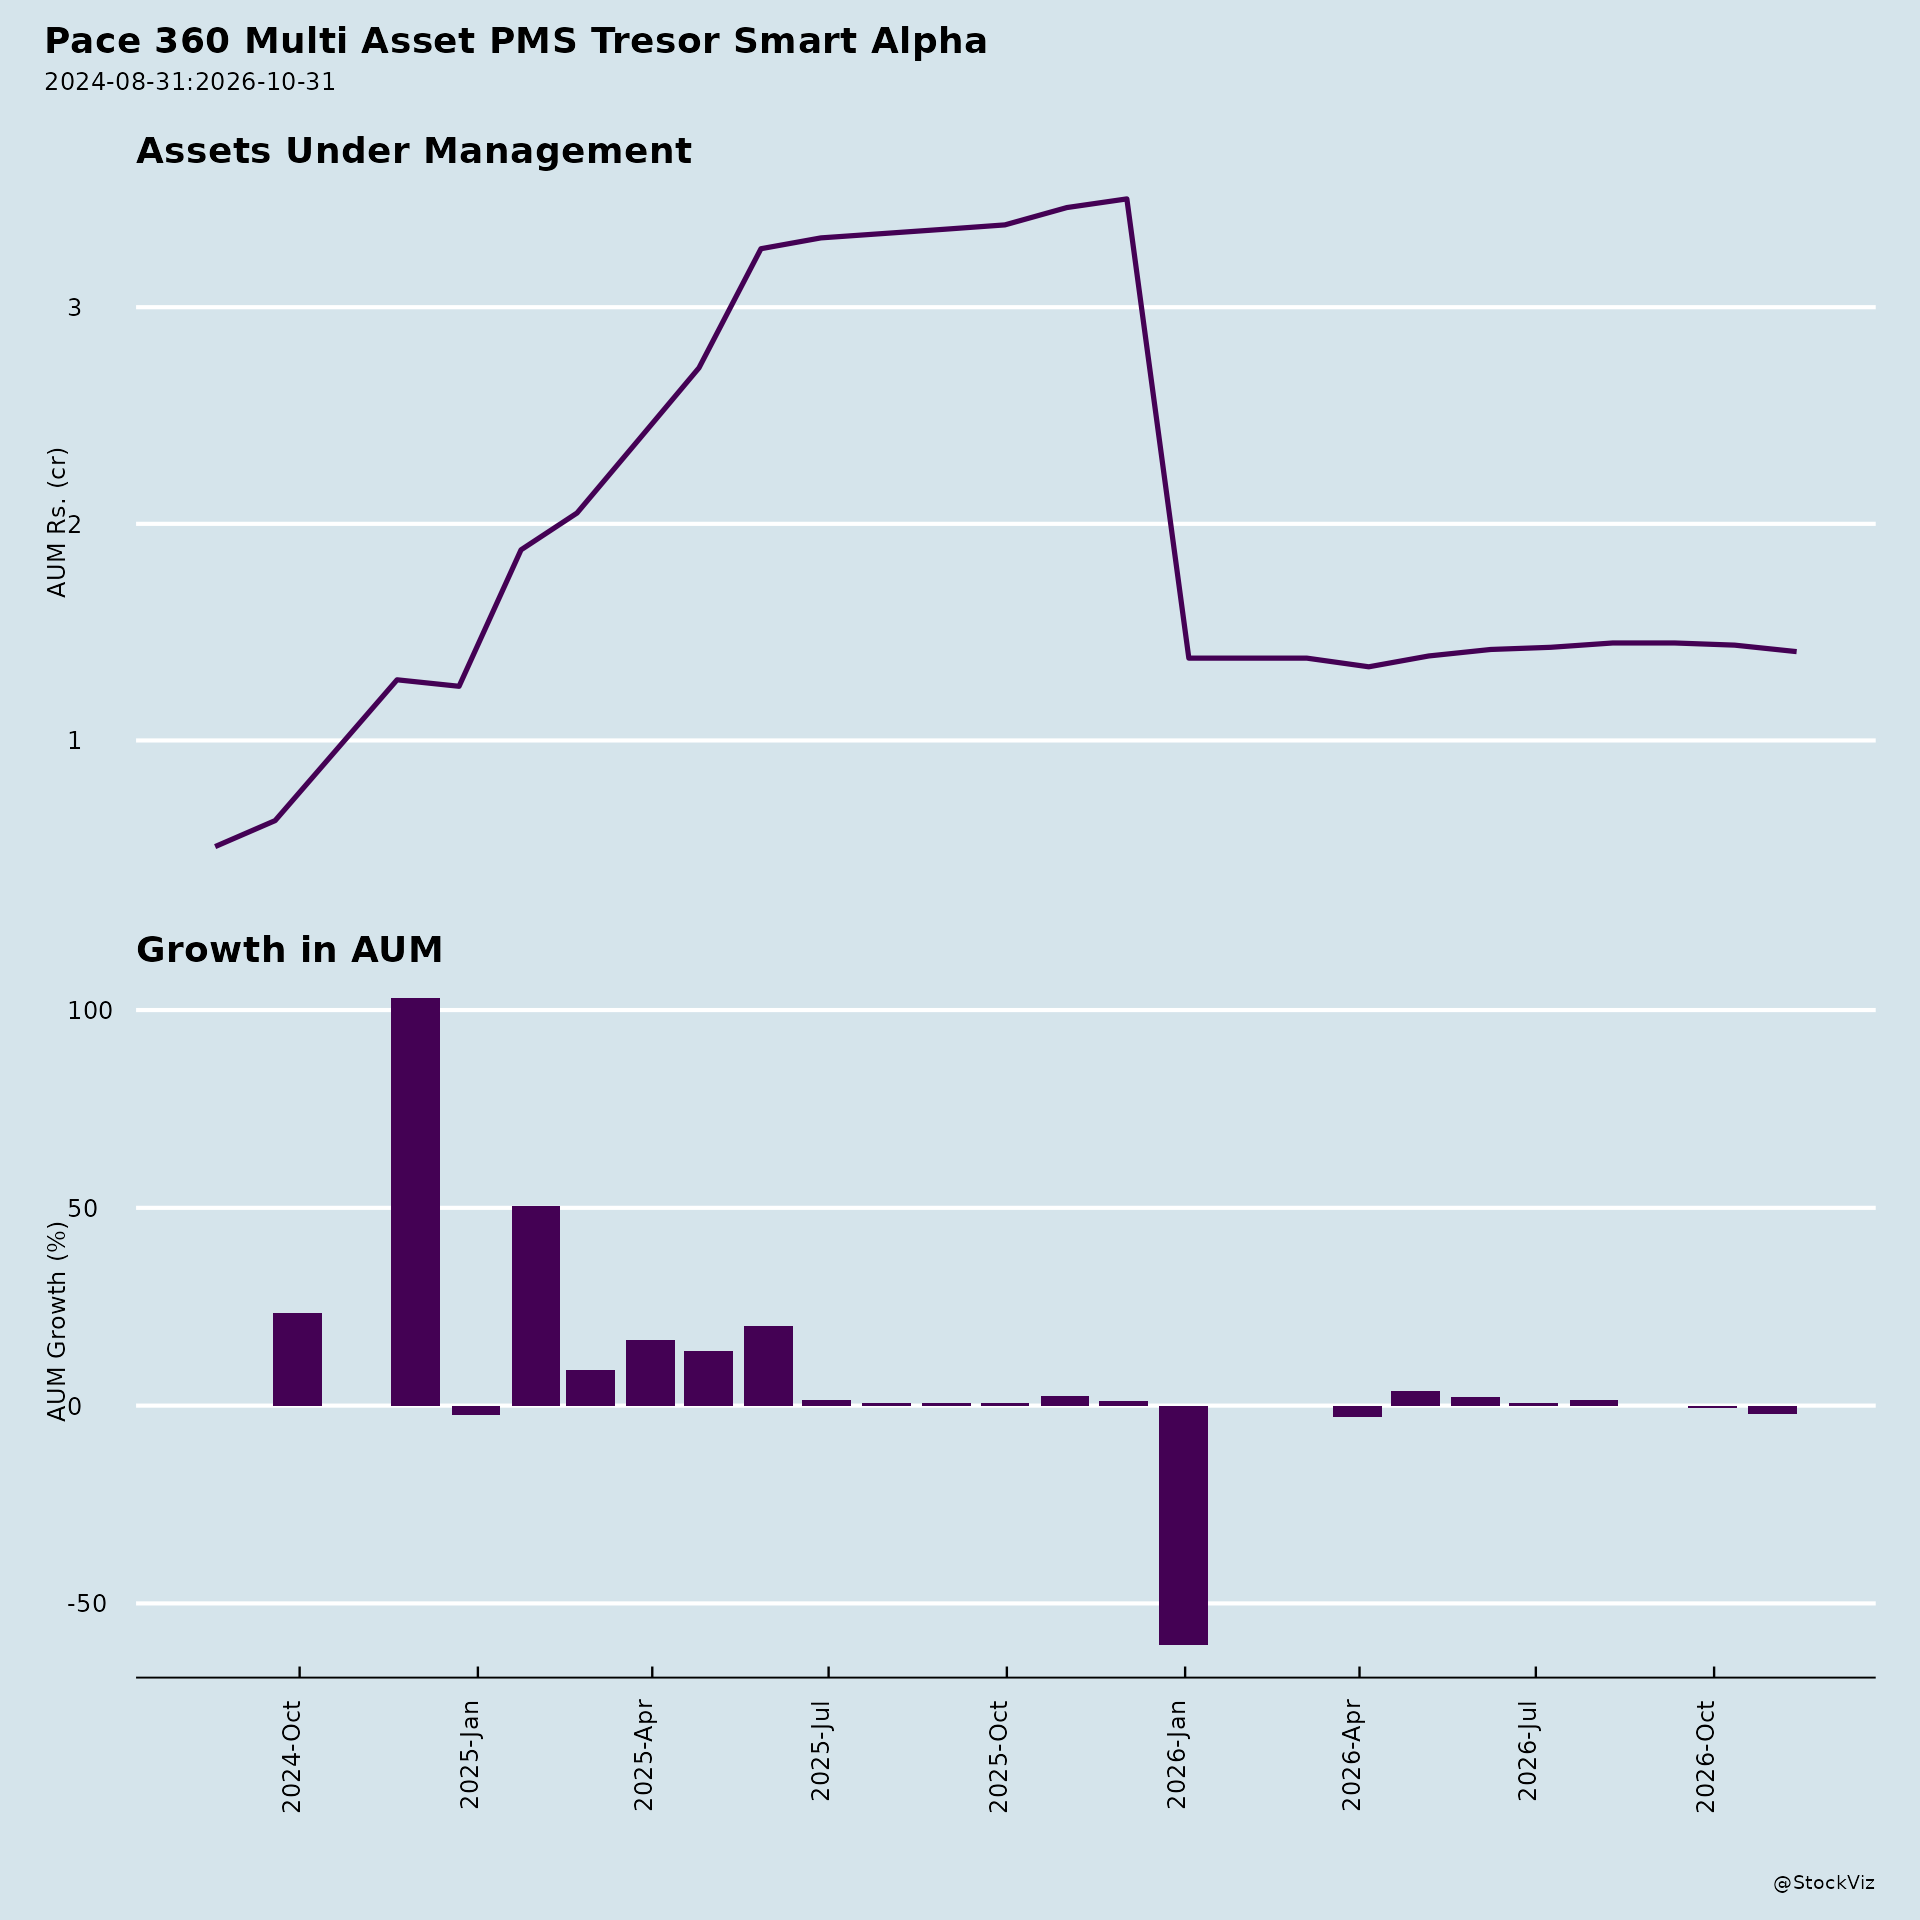 Pace 360 Multi Asset PMS Tresor Smart Alpha
2024-08-31:2026-10-31
Assets Under Management
AUM Rs. (cr)
3
2
1
Growth in AUM
AUM Growth (%)
100
50
0
-50
2024-Oct
2025-Jan
2025-Apr
2025-Jul
2025-Oct
2026-Jan
2026-Apr
2026-Jul
2026-Oct
@StockViz